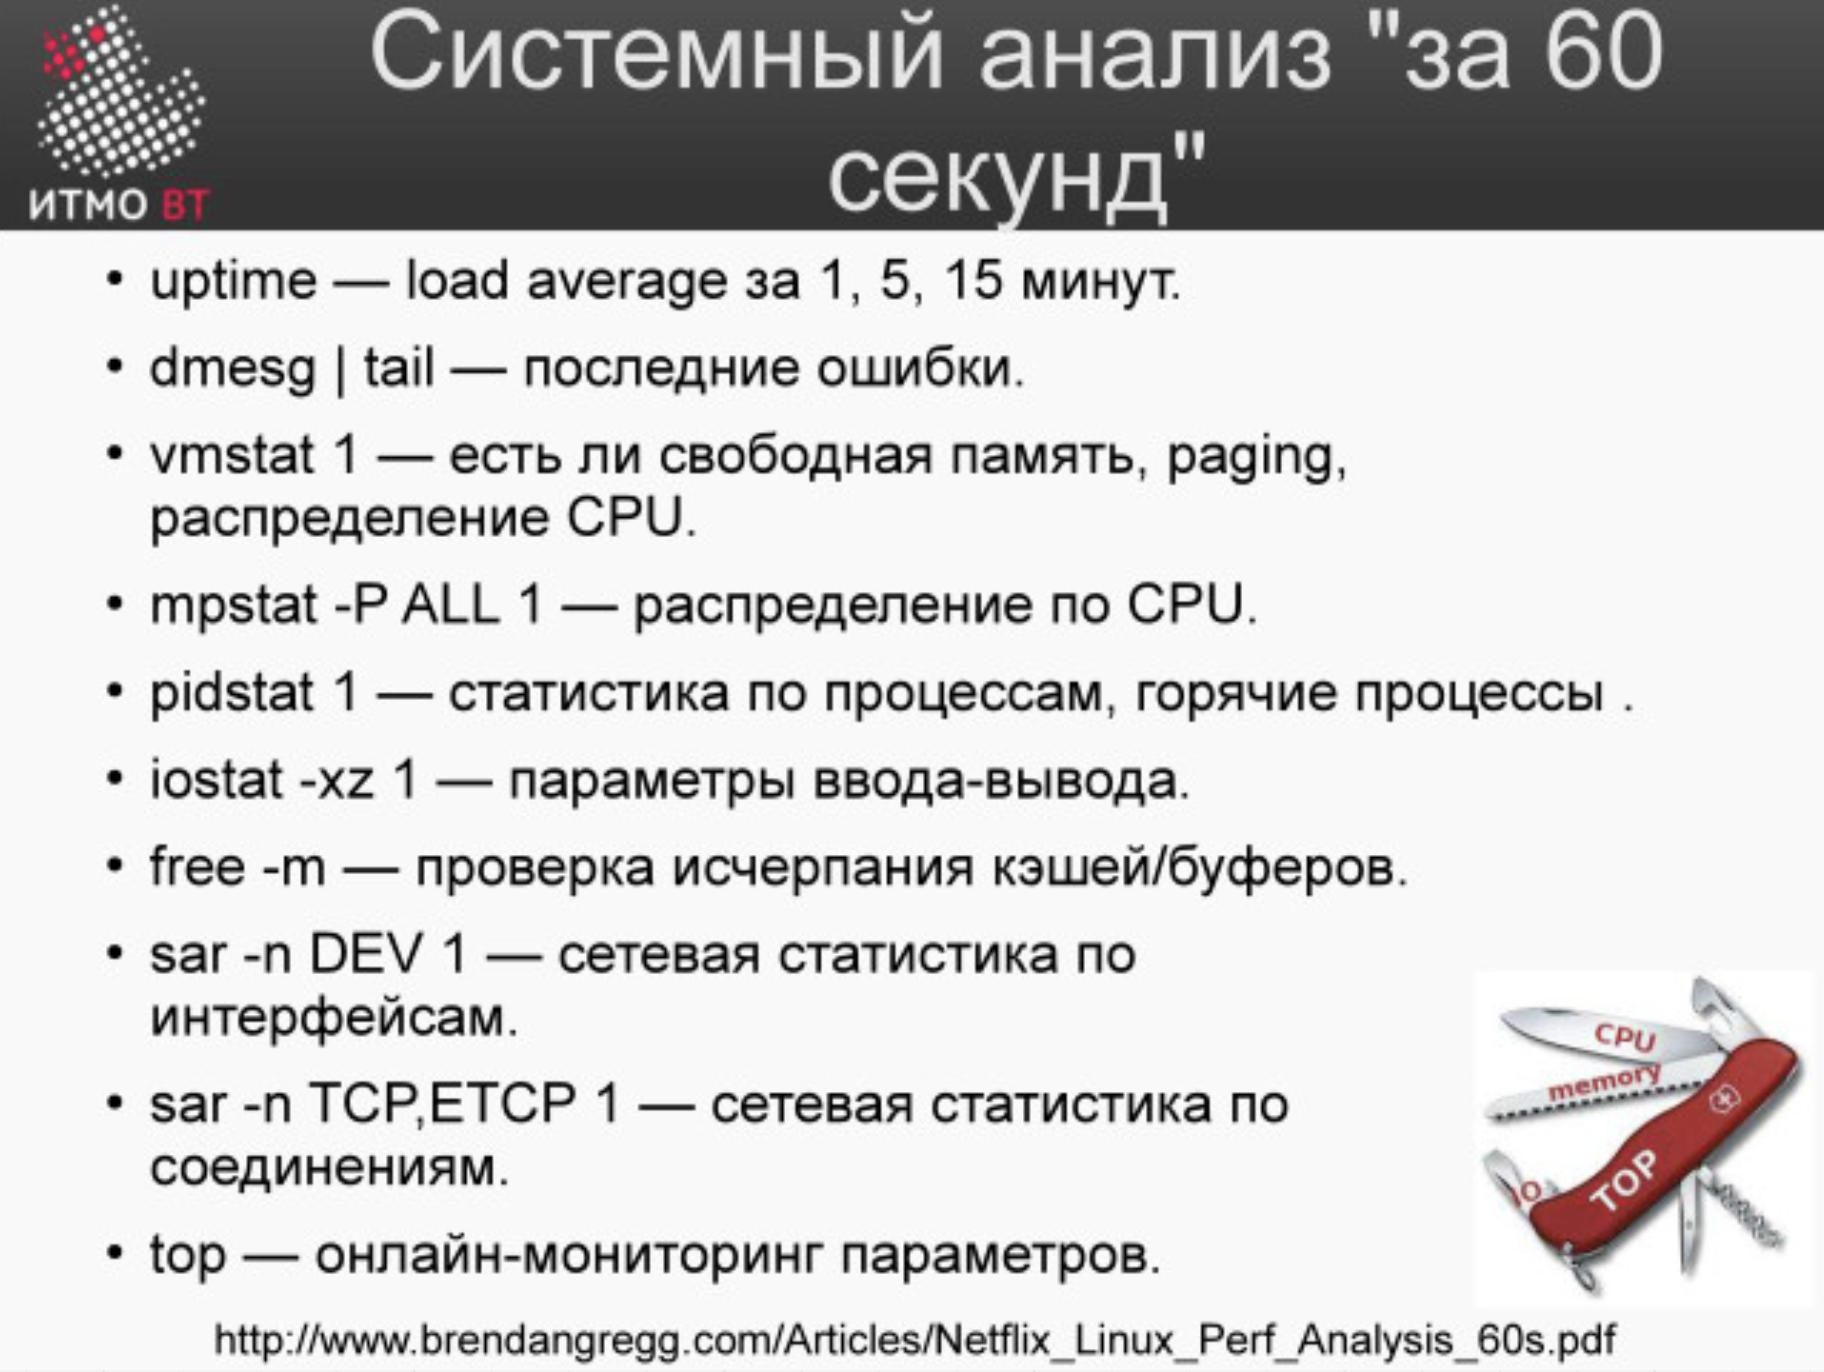 Системный анализ "за 60
секунд"
ИТМО ВТ
• uptime — load average за 1, 5, 15 минут.
• dmesg | tail — последние ошибки.
• vmstat 1 — есть ли свободная память, paging,
распределение CPU.
• mpstat -P ALL 1 — распределение по CPU.
• pidstat 1 — статистика по процессам, горячие процессы .
• iostat -xz 1 — параметры ввода-вывода.
• free -m — проверка исчерпания кэшей/буферов.
• sar -n DEV 1 — сетевая статистика по
интерфейсам.
• sar -n TCP,ETCP 1 — сетевая статистика по
соединениям.
• top — онлайн-мониторинг параметров.
CPU
memory
TOP
http://www.brendangregg.com/Articles/Netflix_Linux_Perf_Analysis_60s.pdf